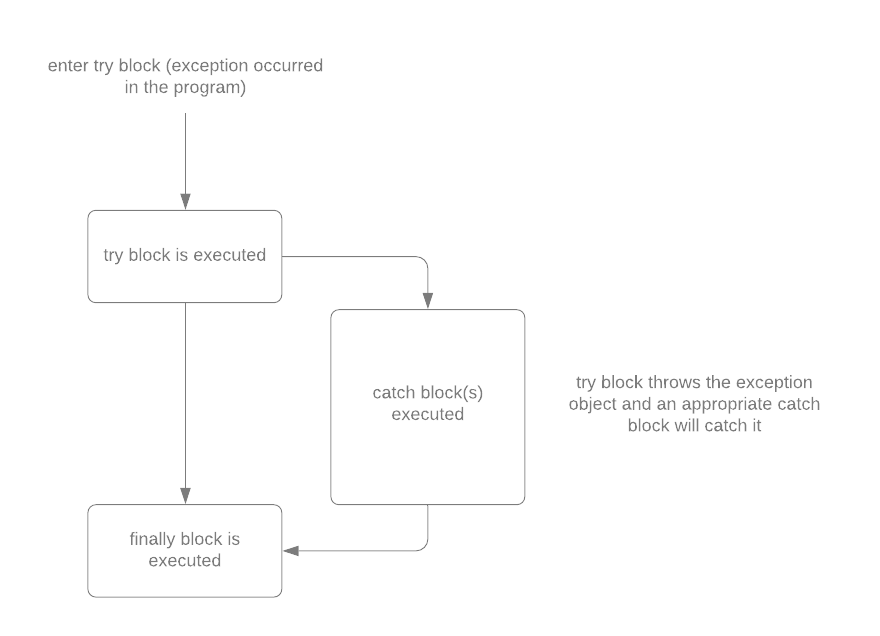 enter try block (exception occurred
in the program)
try block is executed
catch block(s)
executed
try block throws the exception
object and an appropriate catch
block will catch it
finally block is
executed